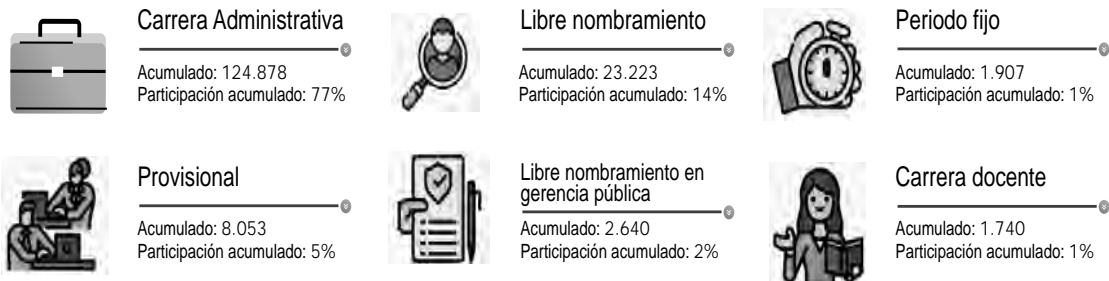 Carrera Administrativa
Acumulado: 124.878
Participación acumulado: 77%
Libre nombramiento
Acumulado: 23.223
Participación acumulado: 14%
Periodo fijo
Acumulado: 1.907
Participación acumulado: 1%
Provisional
Acumulado: 8.053
Participación acumulado: 5%
Libre nombramiento en
gerencia pública
Acumulado: 2.640
Participación acumulado: 2%
Carrera docente
Acumulado: 1.740
Participación acumulado: 1%